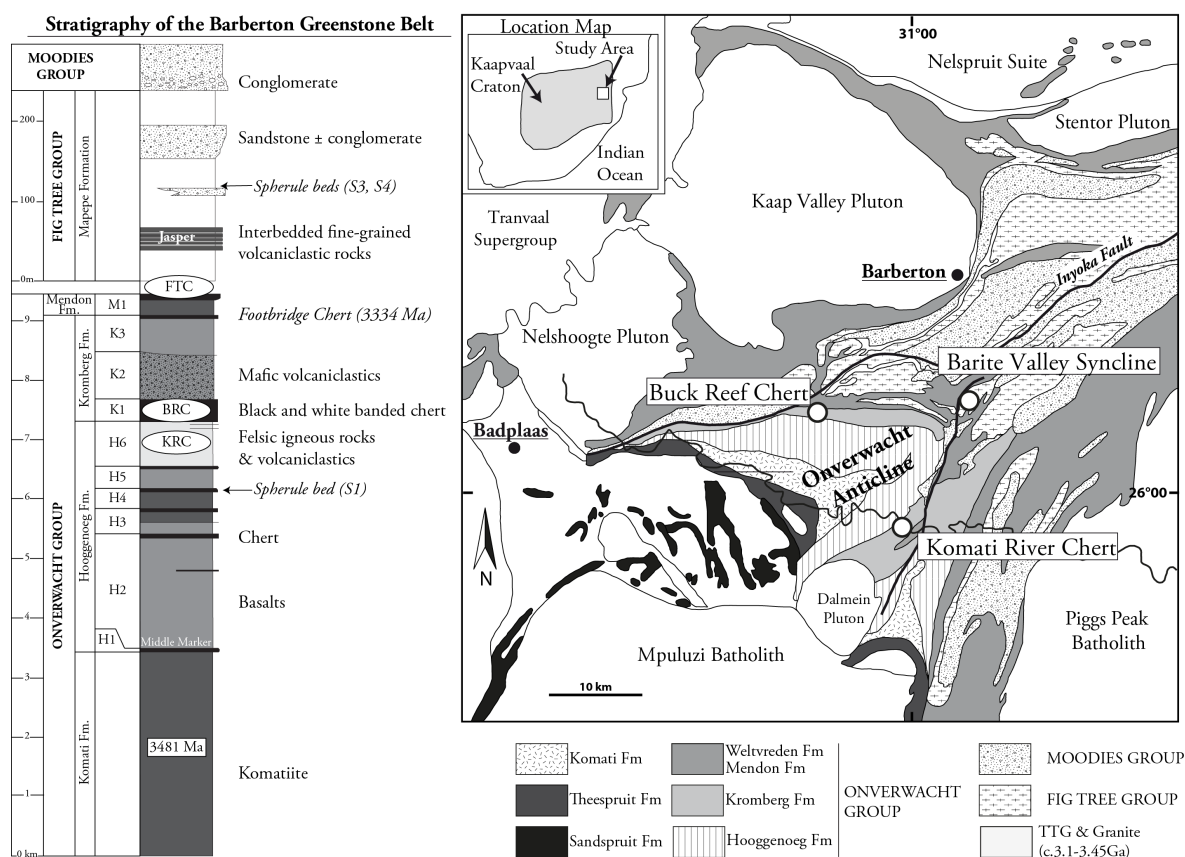 Stratigraphy of the Barberton Greenstone Belt
MOODIES
GROUP
Conglomerate
200
FIG TREE GROUP
Mapepe Formation
Sandstone ± conglomerate
Spherule beds (S3, S4)
100
Jasper
Interbedded fine-grained
volcaniclastic rocks
0m
FTC
Mendon
Fm.
M1
Footbridge Chert (3334 Ma)
9
K3
Kromberg Fm.
K2
Mafic volcaniclastics
8
K1
BRC
Black and white banded chert
7
H6
KRC
Felsic igneous rocks
& volcaniclastics
H5
Spherule bed (S1)
6
H4
H3
Hooggenoeg Fm.
ONVERWACHT GROUP
Chert
5
H2
Basalts
4
H1
Middle Marker
3
Komati Fm.
2
3481 Ma
Komatiite
1
0 km
Location Map
Study Area
Kaapvaal
Craton
Indian
Ocean
31°00
Nelspruit Suite
Stentor Pluton
Kaap Valley Pluton
Tranvaal
Supergroup
Barberton
Inyoka Fault
Nelshoogte Pluton
Barite Valley Syncline
Buck Reef Chert
Badplaas
Onverwacht
Anticline
26°00
Komati River Chert
N
Dalmein
Pluton
Piggs Peak
Batholith
Mpuluzi Batholith
10 km
Komati Fm
Theespruit Fm
Sandspruit Fm
Weltvreden Fm
Mendon Fm
Kromberg Fm
Hooggenoeg Fm
ONVERWACHT
GROUP
MOODIES GROUP
FIG TREE GROUP
TTG & Granite
(c.3.1-3.45Ga)